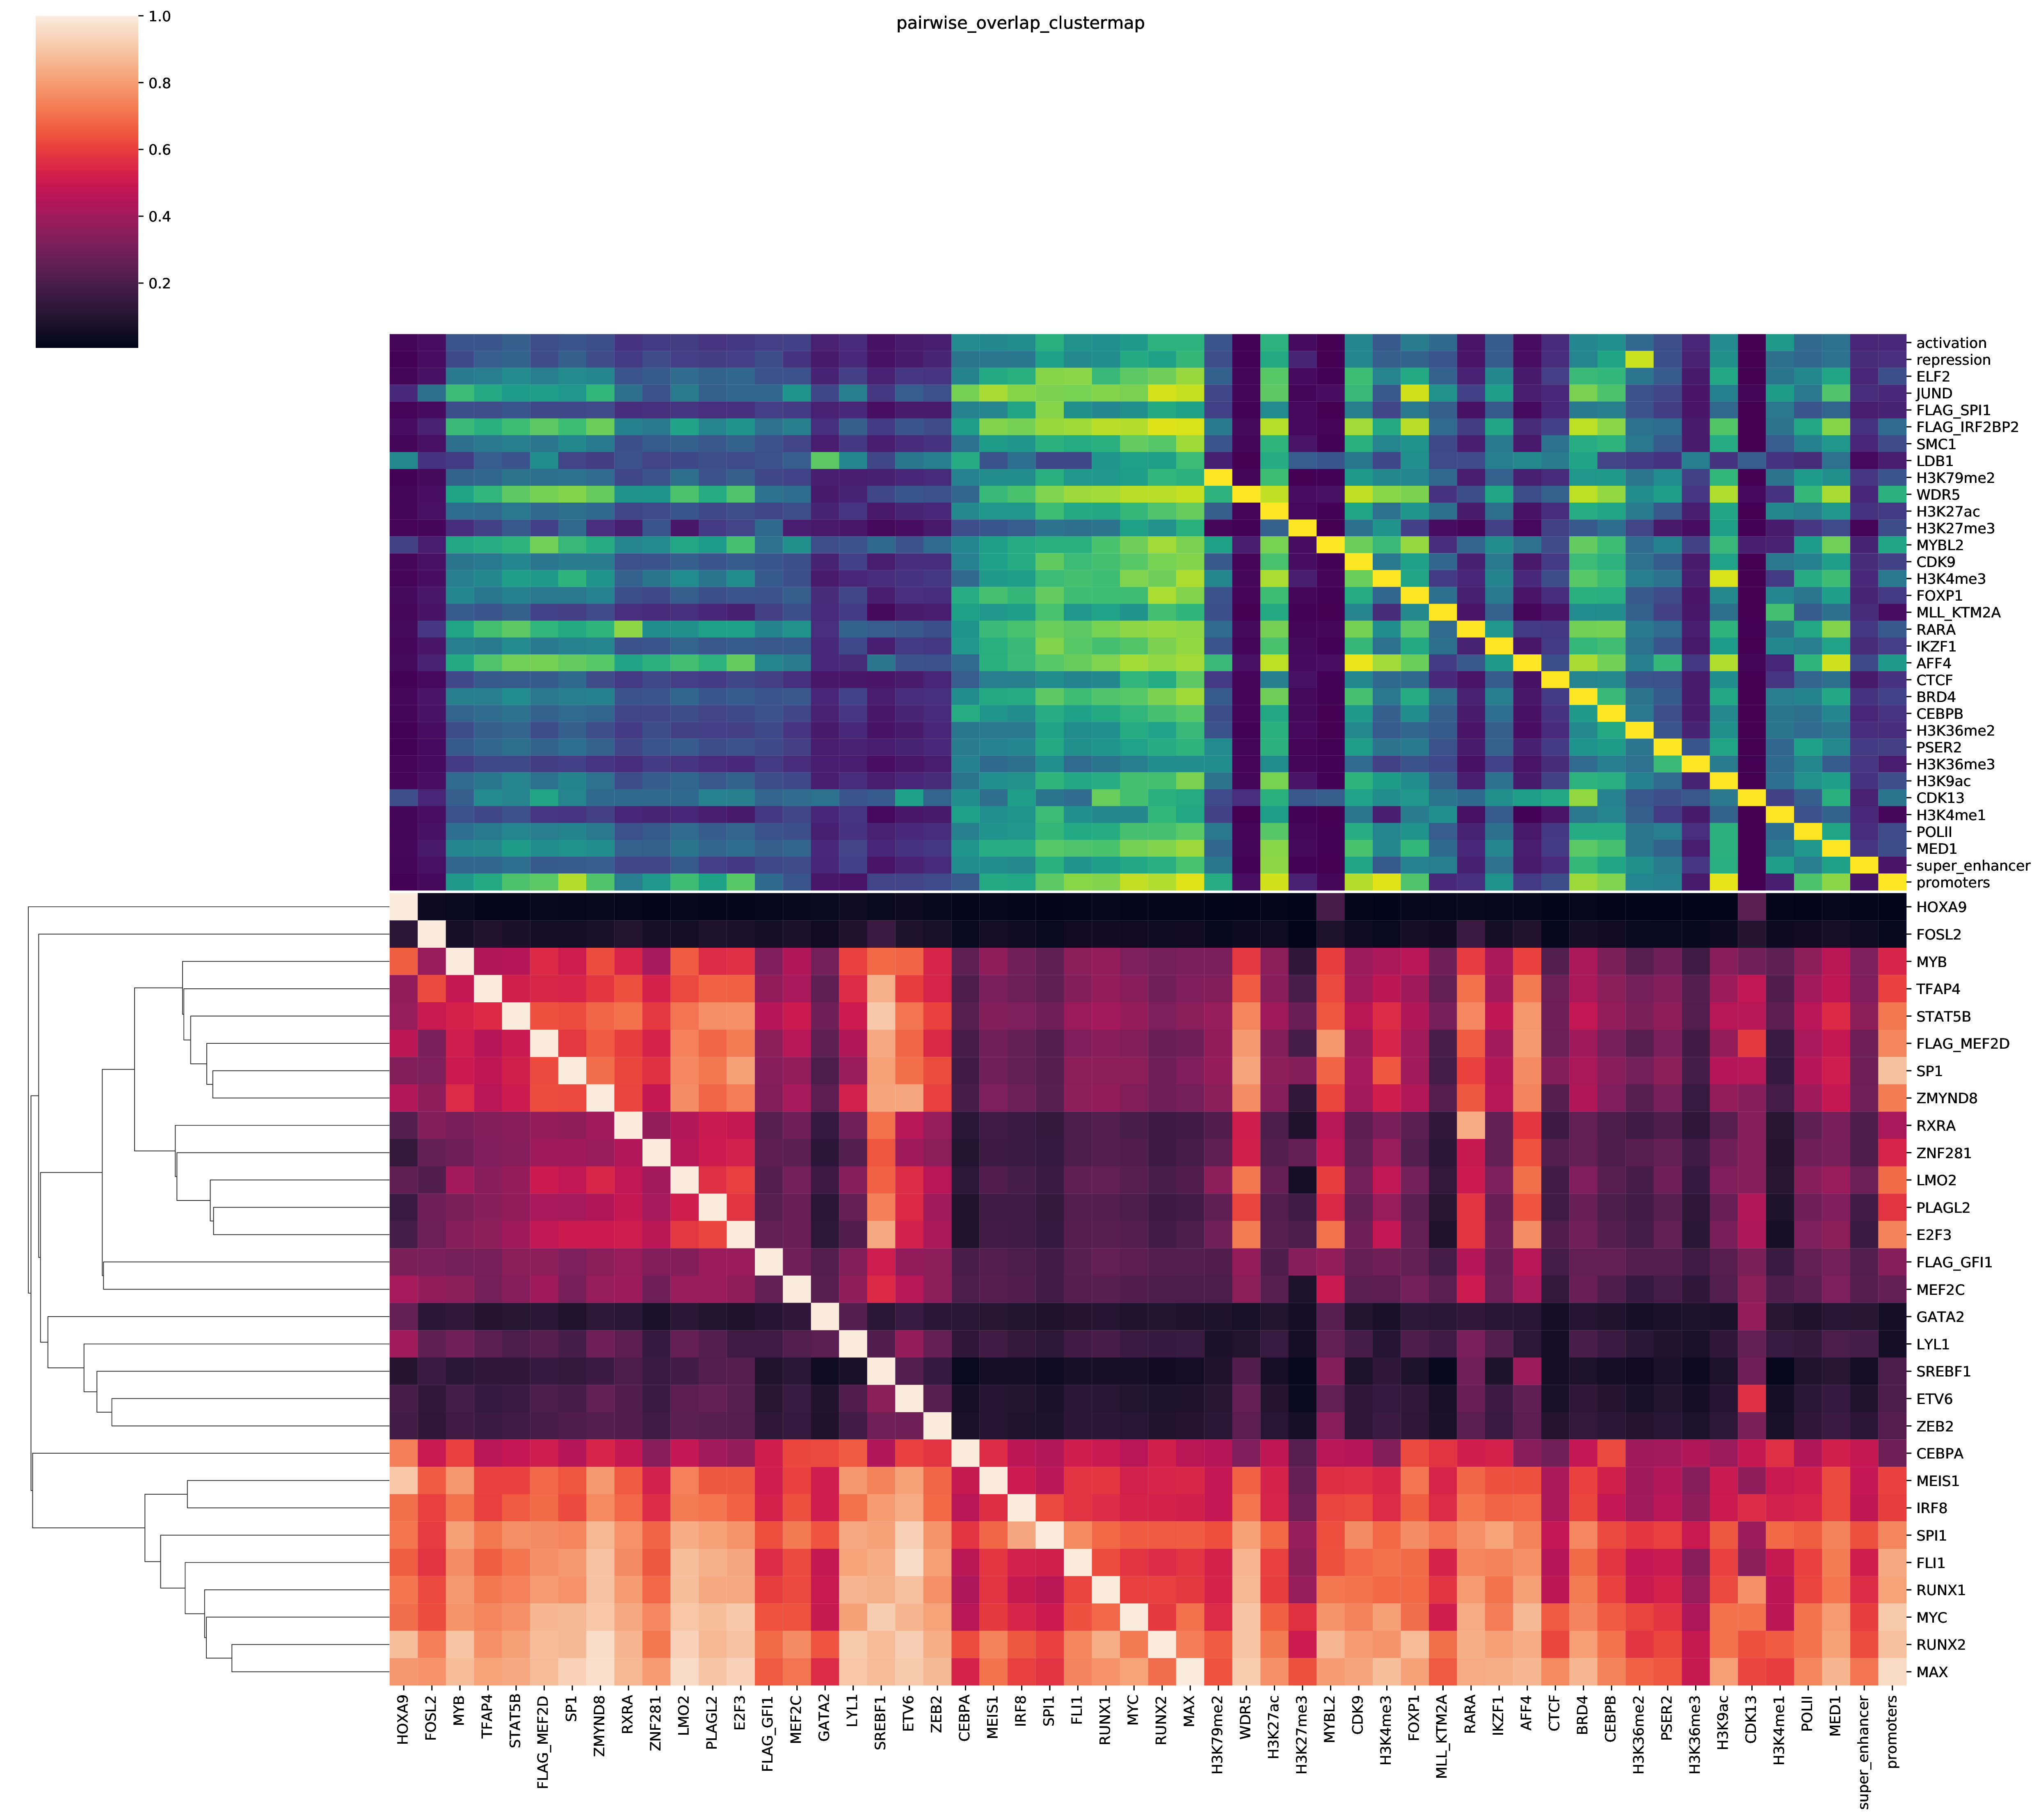 pairwise_overlap_clustermap
1.0
0.8
0.6
0.4
0.2
activation
repression
ELF2
JUND
FLAG_SPI1
FLAG_IRF2BP2
SMC1
LDB1
H3K79me2
WDR5
H3K27ac
H3K27me3
MYBL2
CDK9
H3K4me3
FOXP1
MLL_KTM2A
RARA
IKZF1
AFF4
CTCF
BRD4
CEBPB
H3K36me2
PSER2
H3K36me3
H3K9ac
CDK13
H3K4me1
POLII
MED1
super_enhancer
promoters
HOXA9
FOSL2
MYB
TFAP4
STAT5B
FLAG_MEF2D
SP1
ZMYND8
RXRA
ZNF281
LMO2
PLAGL2
E2F3
FLAG_GFI1
MEF2C
GATA2
LYL1
SREBF1
ETV6
ZEB2
CEBPA
MEIS1
IRF8
SPI1
FLI1
RUNX1
MYC
RUNX2
MAX
HOXA9
FOSL2
MYB
TFAP4
STAT5B
FLAG_MEF2D
SP1
ZMYND8
RXRA
ZNF281
LMO2
PLAGL2
E2F3
FLAG_GFI1
MEF2C
GATA2
LYL1
SREBF1
ETV6
ZEB2
CEBPA
MEIS1
IRF8
SPI1
FLI1
RUNX1
MYC
RUNX2
MAX
H3K79me2
WDR5
H3K27ac
H3K27me3
MYBL2
CDK9
H3K4me3
FOXP1
MLL_KTM2A
RARA
IKZF1
AFF4
CTCF
BRD4
CEBPB
H3K36me2
PSER2
H3K36me3
H3K9ac
CDK13
H3K4me1
POLII
MED1
super_enhancer
promoters